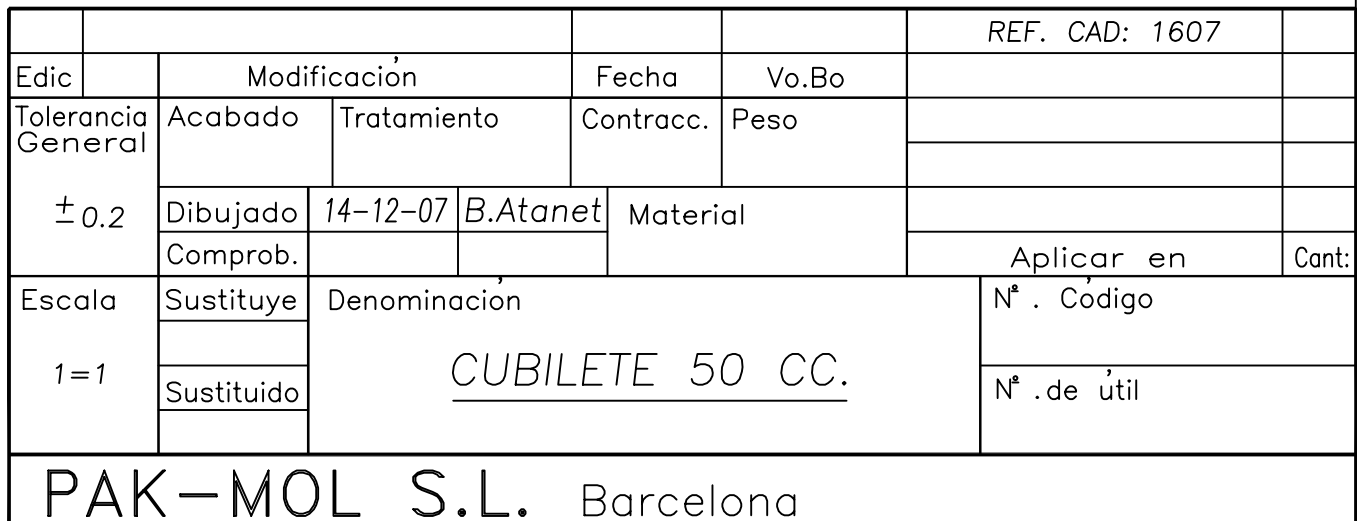 REF. CAD: 1607
Edic Modificación Fecha Vo.Bo
Tolerancia General Acabado Tratamiento Contracc. Peso
±0.2 Dibujado 14-12-07 B.Atanet Material
Comprob. Aplicar en Cant:
Escala Sustituye Denominación Nº. Código
1=1 CUBILETE 50 CC.
Sustituido Nº.de útil
PAK-MOL S.L. Barcelona